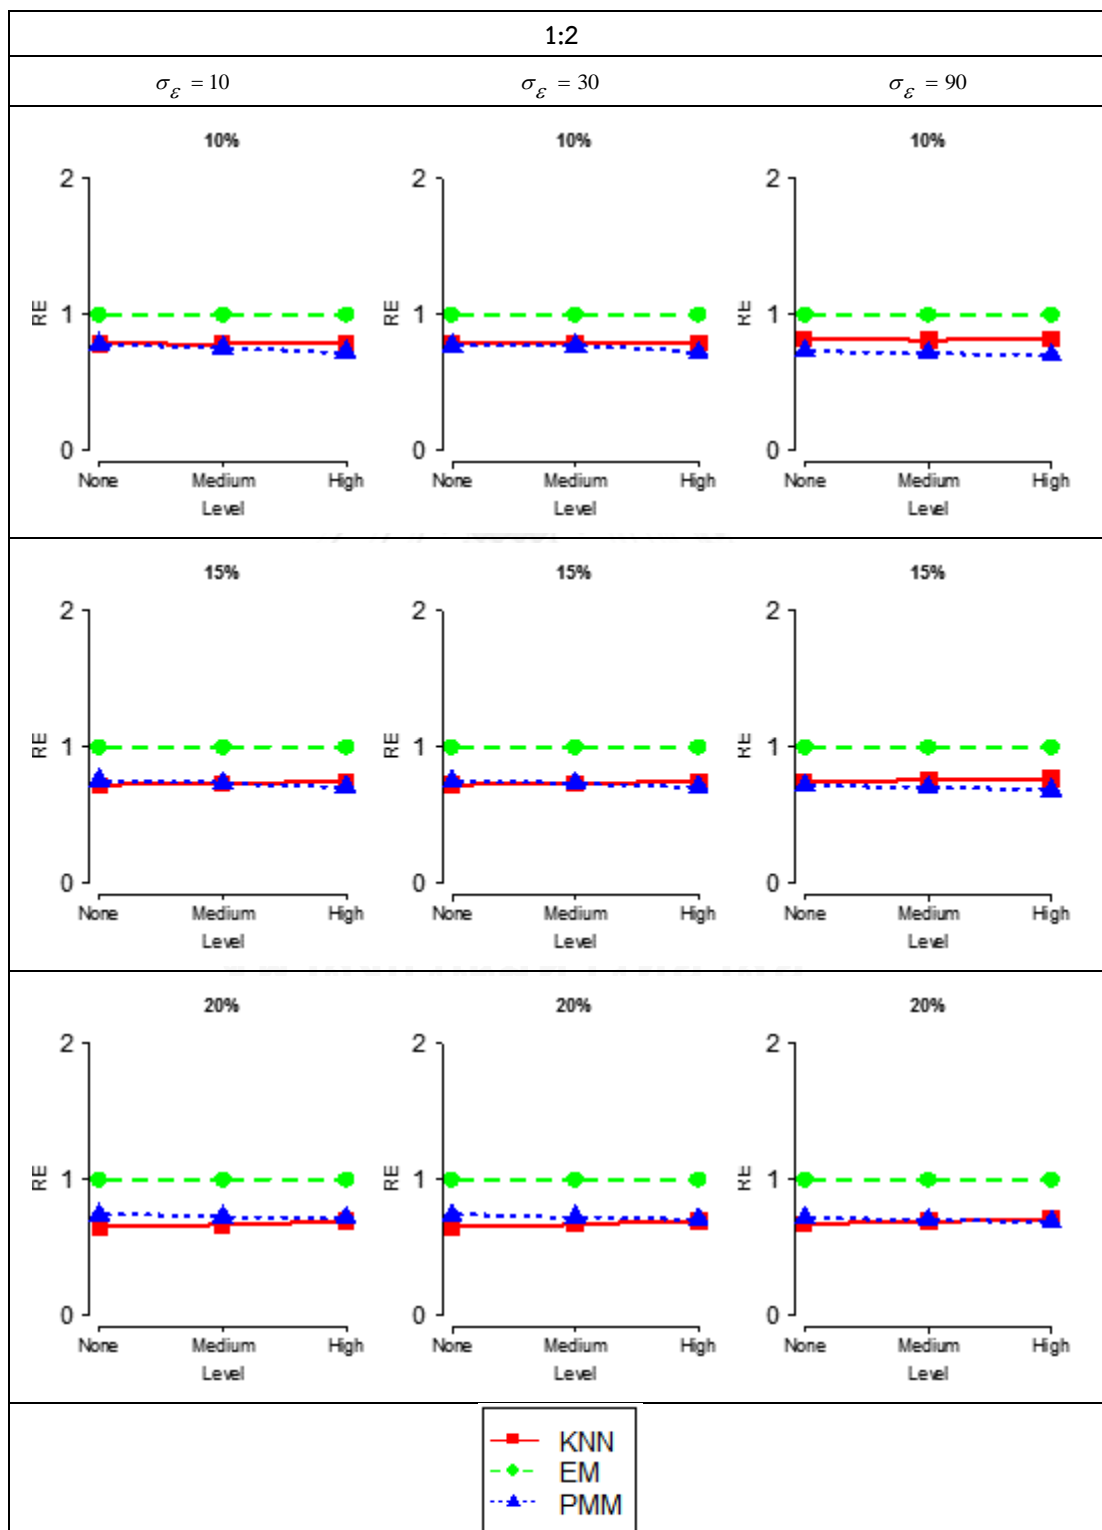 1:2
σε = 10 σε = 30 σε = 90
10% 10% 10%
2 2 2
RE 1 RE 1 RE 1
0 0 0
None Medium High None Medium High None Medium High
Level Level Level
15% 15% 15%
2 2 2
RE 1 RE 1 RE 1
0 0 0
None Medium High None Medium High None Medium High
Level Level Level
20% 20% 20%
2 2 2
RE 1 RE 1 RE 1
0 0 0
None Medium High None Medium High None Medium High
Level Level Level
KNN
EM
PMM